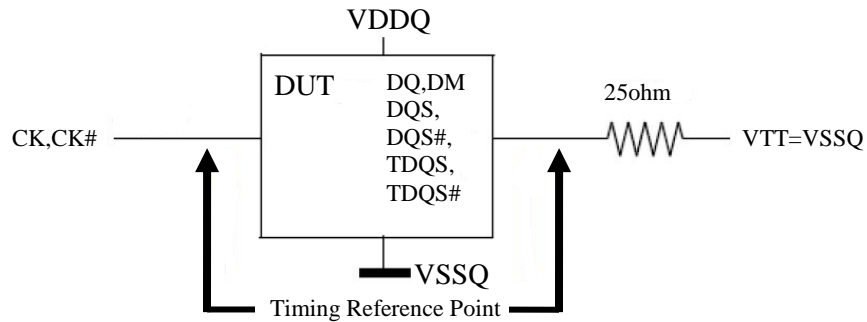 VDDQ
DUT
DQ,DM
DQS,
DQS#,
TDQS,
TDQS#
25ohm
CK,CK#
VTT=VSSQ
VSSQ
Timing Reference Point